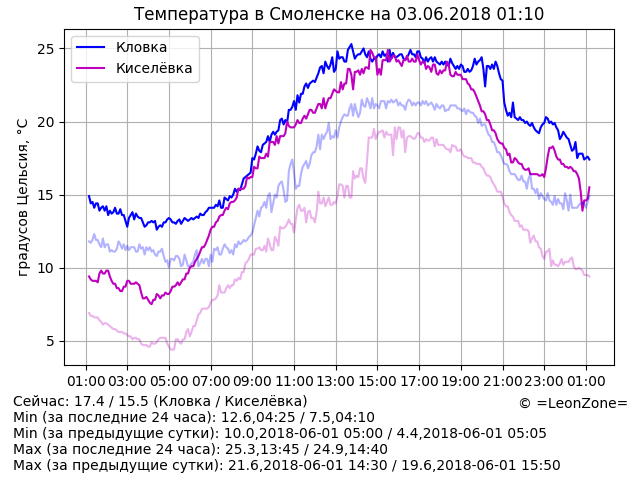 Температура в Смоленске на 03.06.2018 01:10
Кловка
Киселёвка
градусов Цельсия, °C
25
20
15
10
5
01:00 03:00 05:00 07:00 09:00 11:00 13:00 15:00 17:00 19:00 21:00 23:00 01:00
Сейчас: 17.4 / 15.5 (Кловка / Киселёвка)
© =LeonZone=
Min (за последние 24 часа): 12.6,04:25 / 7.5,04:10
Min (за предыдущие сутки): 10.0,2018-06-01 05:00 / 4.4,2018-06-01 05:05
Max (за последние 24 часа): 25.3,13:45 / 24.9,14:40
Max (за предыдущие сутки): 21.6,2018-06-01 14:30 / 19.6,2018-06-01 15:50